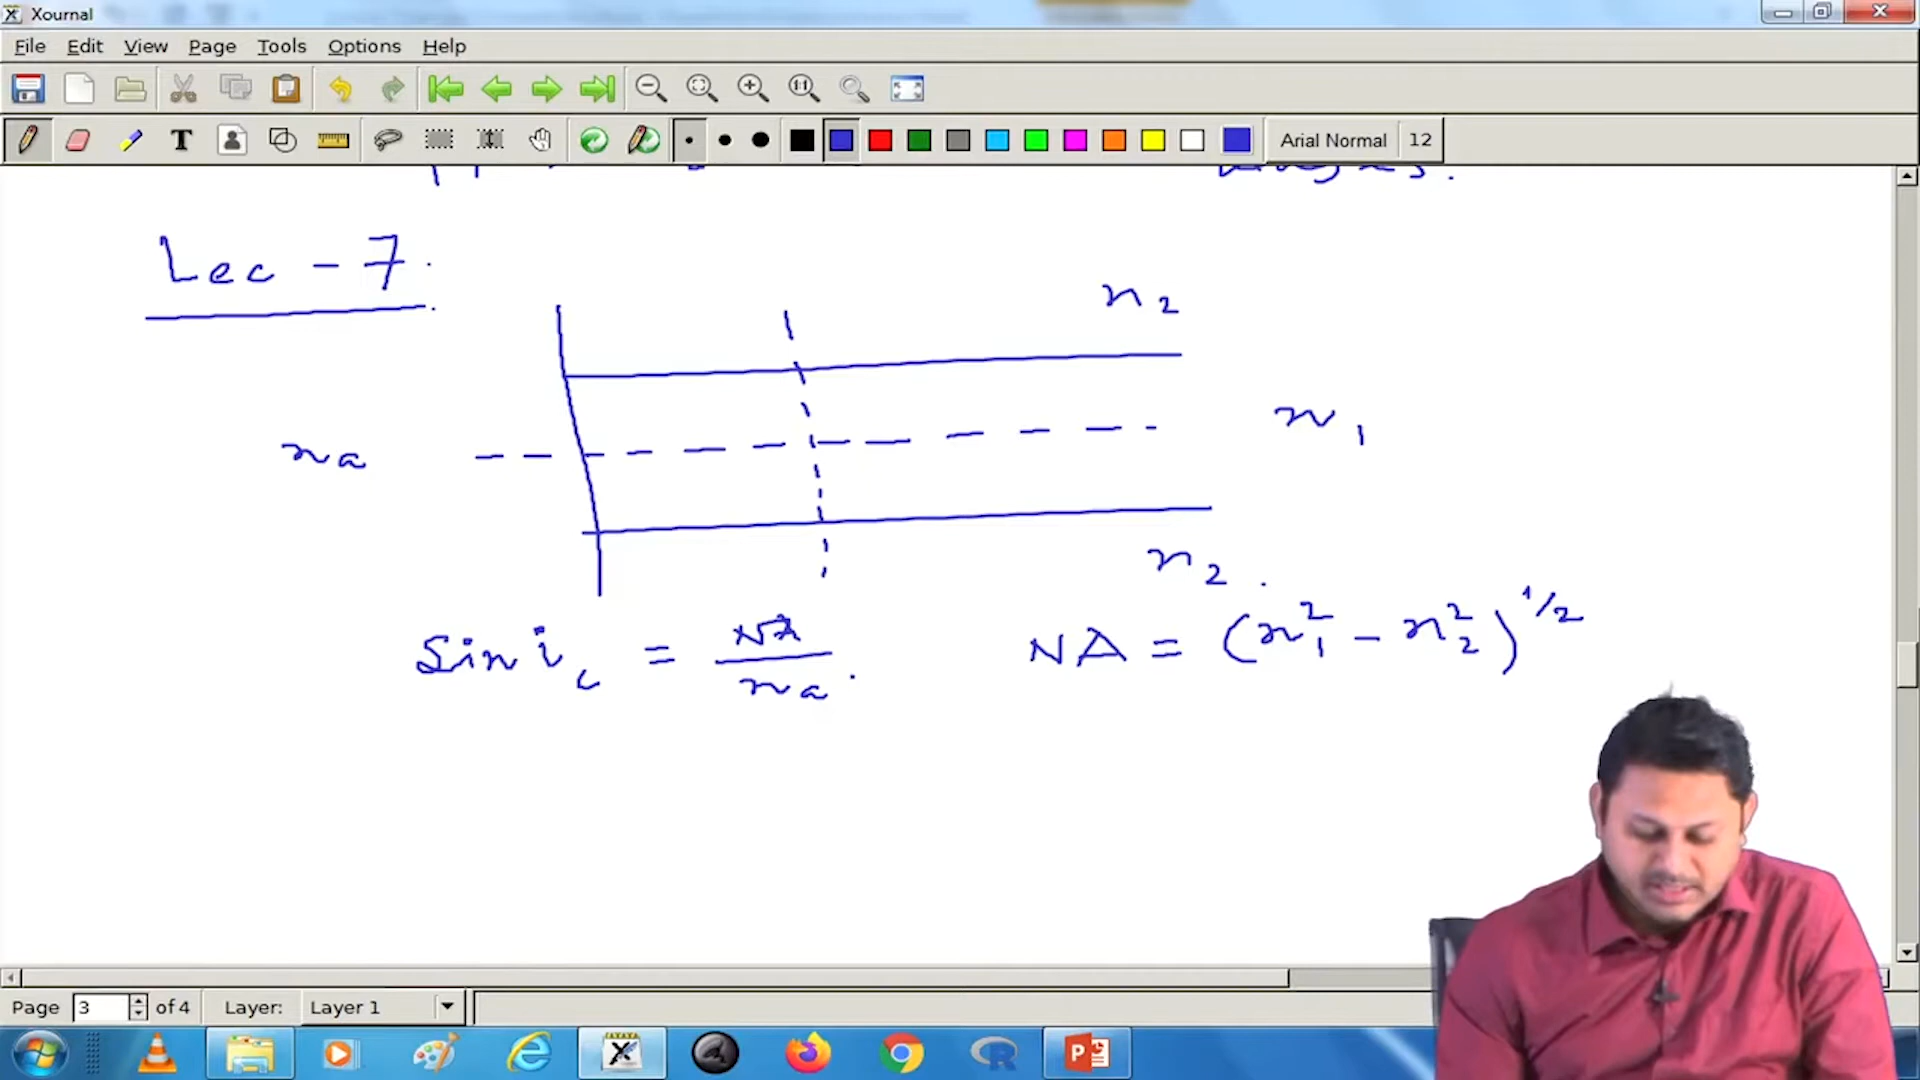 Xournal
File Edit View Page Tools Options Help
Arial Normal 12
Lec - 7.
n2
na
n1
n2.
Sin ic = NA/na.
NA = (n1² - n2²)^1/2
Page 3 of 4 Layer: Layer 1